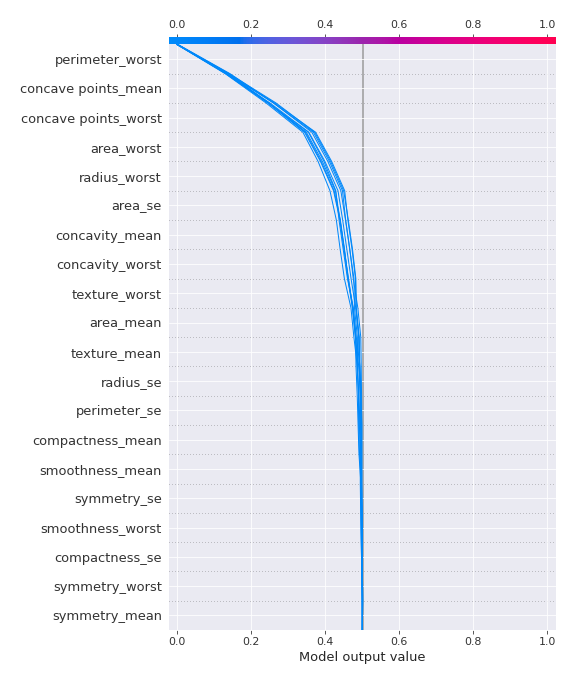 0.0 0.2 0.4 0.6 0.8 1.0
perimeter_worst
concave points_mean
concave points_worst
area_worst
radius_worst
area_se
concavity_mean
concavity_worst
texture_worst
area_mean
texture_mean
radius_se
perimeter_se
compactness_mean
smoothness_mean
symmetry_se
smoothness_worst
compactness_se
symmetry_worst
symmetry_mean
0.0 0.2 0.4 0.6 0.8 1.0
Model output value